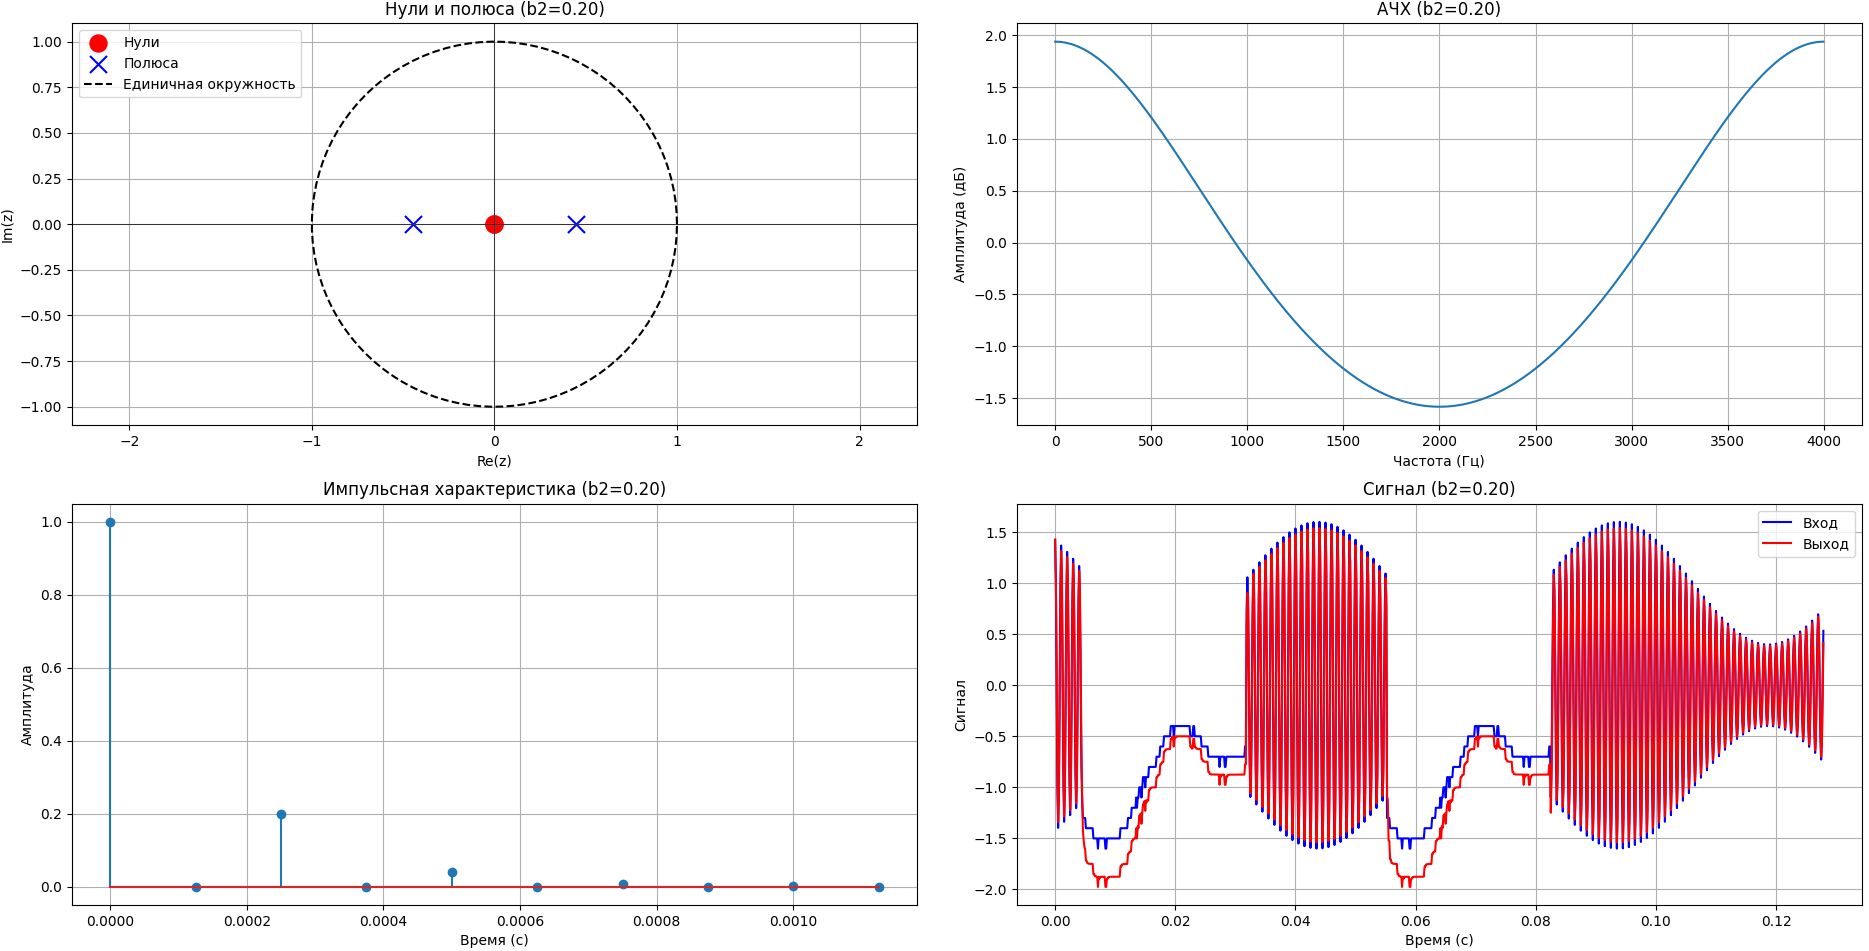 Нули и полюса (b2=0.20)
Нули
Полюса
Единичная окружность
Im(z)
1.00
0.75
0.50
0.25
0.00
−0.25
−0.50
−0.75
−1.00
−2 −1 0 1 2
Re(z)
АЧХ (b2=0.20)
Амплитуда (дБ)
2.0
1.5
1.0
0.5
0.0
−0.5
−1.0
−1.5
0 500 1000 1500 2000 2500 3000 3500 4000
Частота (Гц)
Импульсная характеристика (b2=0.20)
Амплитуда
1.0
0.8
0.6
0.4
0.2
0.0
0.0000 0.0002 0.0004 0.0006 0.0008 0.0010
Время (с)
Сигнал (b2=0.20)
Вход
Выход
Сигнал
1.5
1.0
0.5
0.0
−0.5
−1.0
−1.5
−2.0
0.00 0.02 0.04 0.06 0.08 0.10 0.12
Время (с)